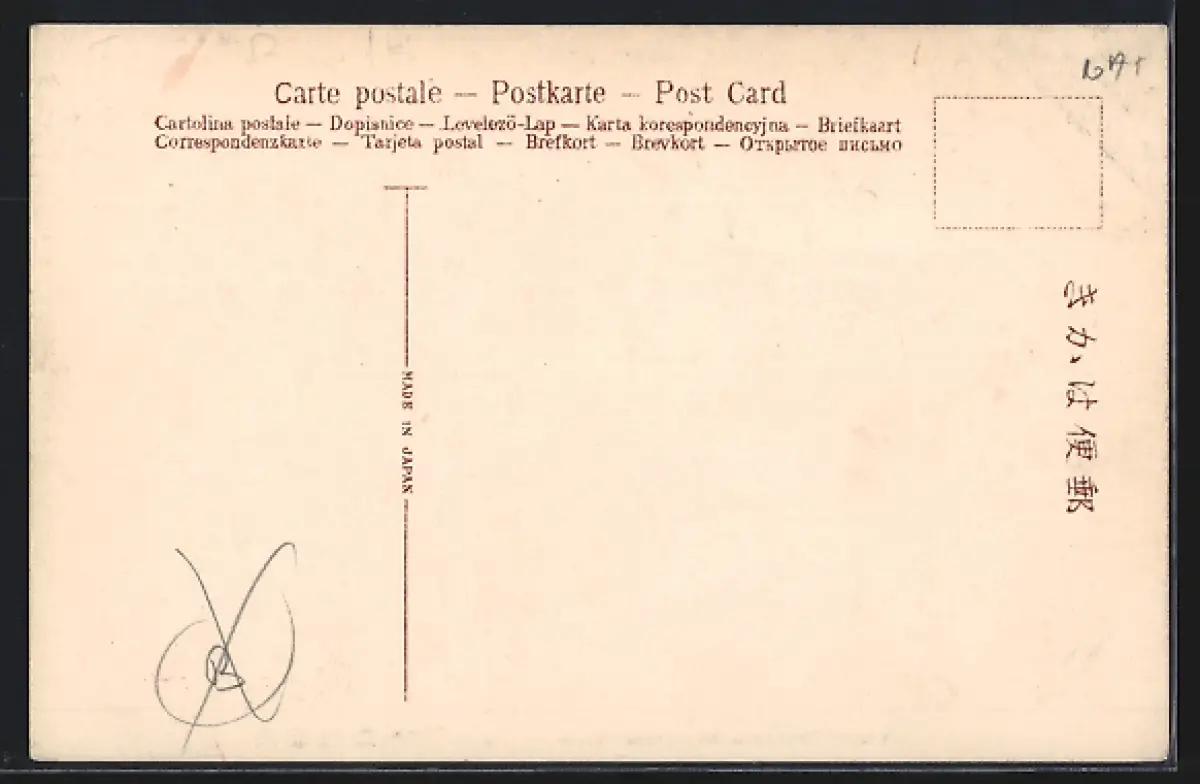 Carte postale — Postkarte — Post Card
Cartolina postale — Dopisnice — Levelező-Lap — Karta korespondencyjna — Briefkaart
Correspondenzkarte — Tarjeta postal — Brefkort — Brevkort — Открытое письмо
MADE IN JAPAN
きかは便郵
R